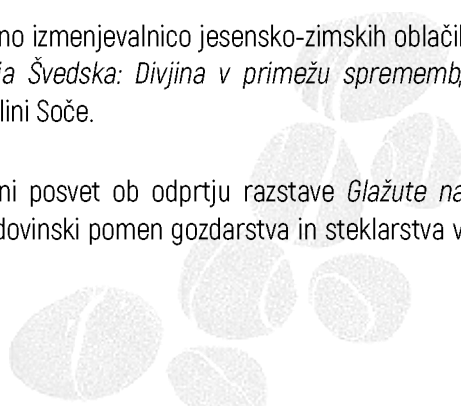 no izmenjevalnico jesensko-zimskih oblačil
ja Švedska: Divjina v primežu sprememb,
lini Soče.
ni posvet ob odprtju razstave Glažute na
dovinski pomen gozdarstva in steklarstva v